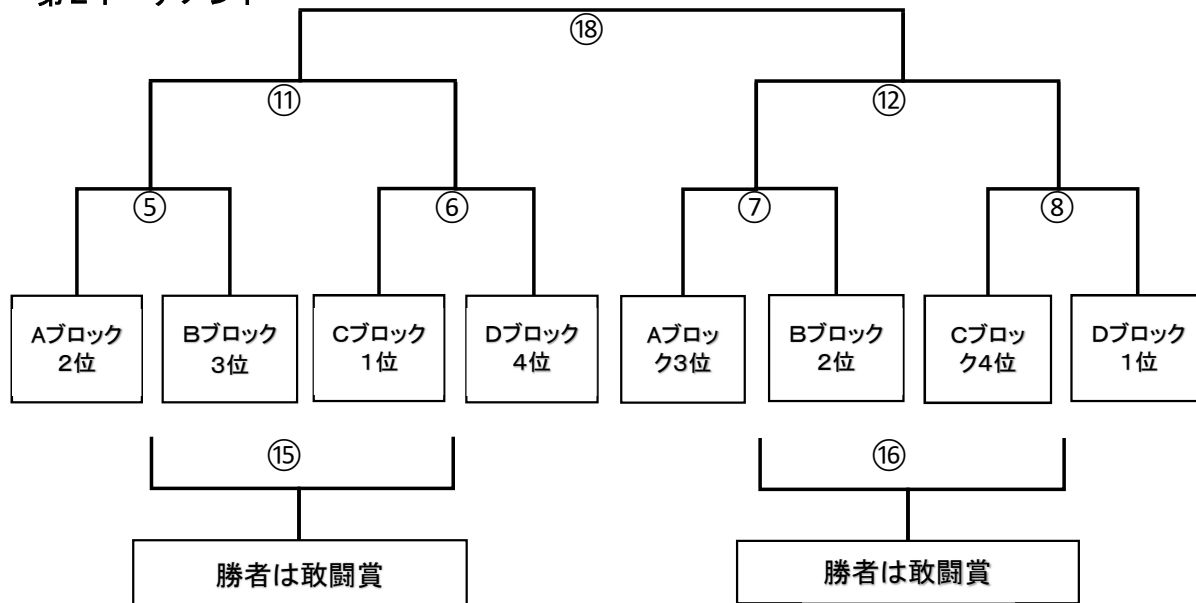 ⑱
⑪
⑫
⑤
⑥
⑦
⑧
Aブロック
2位
Bブロック
3位
Cブロック
1位
Dブロック
4位
Aブロッ
ク3位
Bブロック
2位
Cブロッ
ク4位
Dブロック
1位
⑮
⑯
勝者は敢闘賞
勝者は敢闘賞